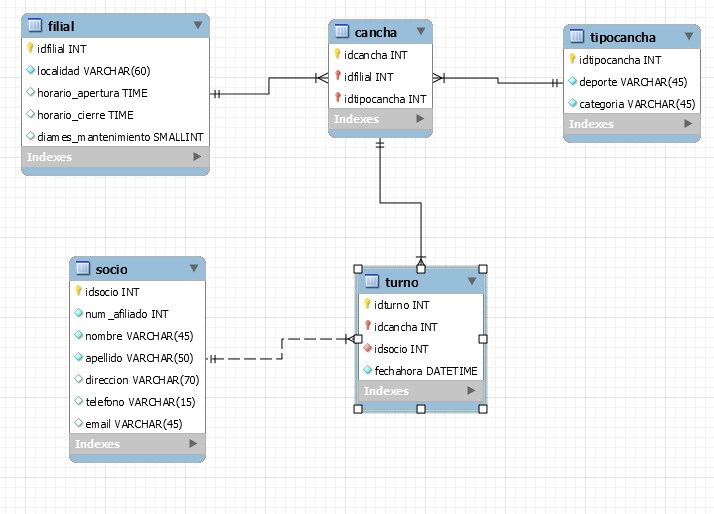 filial
idfilial INT
localidad VARCHAR(60)
horario_apertura TIME
horario_cierre TIME
diames_mantenimiento SMALLINT
Indexes
cancha
idcancha INT
idfilial INT
idtipocancha INT
Indexes
tipocancha
idtipocancha INT
deporte VARCHAR(45)
categoria VARCHAR(45)
Indexes
socio
idsocio INT
num_afiliado INT
nombre VARCHAR(45)
apellido VARCHAR(50)
direccion VARCHAR(70)
telefono VARCHAR(15)
email VARCHAR(45)
Indexes
turno
idturno INT
idcancha INT
idsocio INT
fechahora DATETIME
Indexes